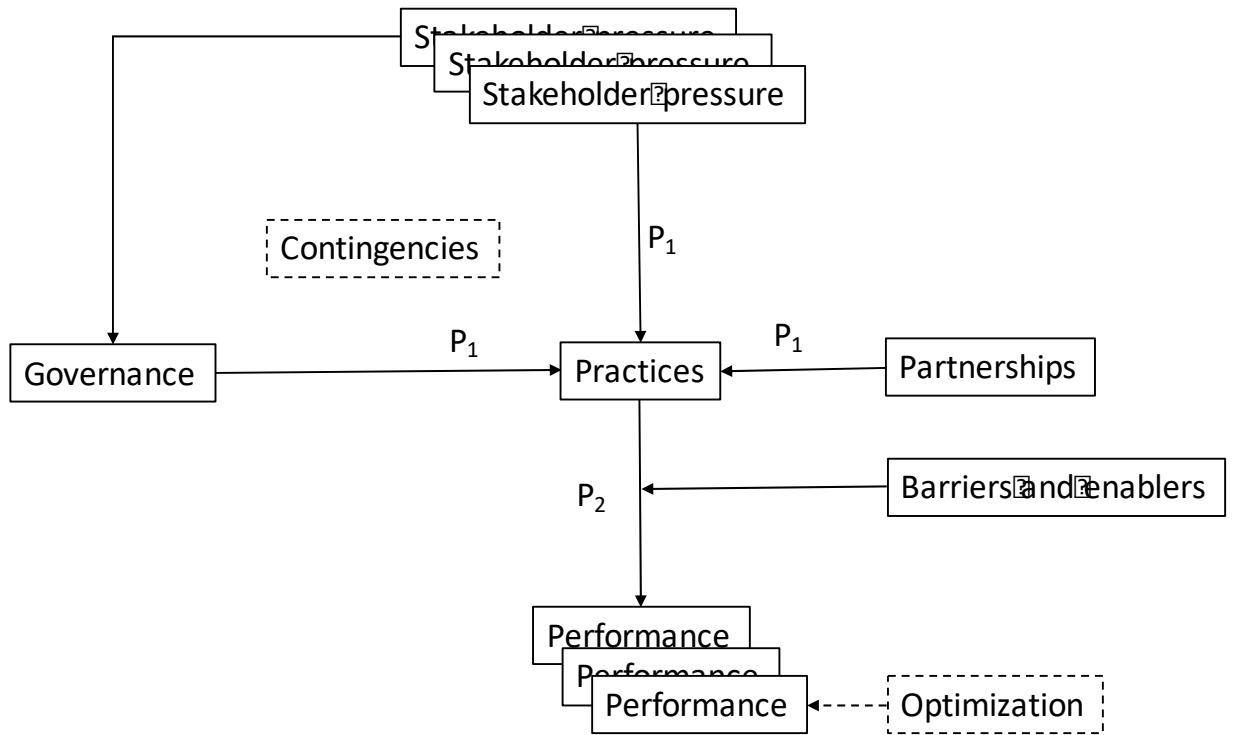 Stakeholder pressure
Stakeholder pressure
Stakeholder pressure
Contingencies
P₁
Governance
P₁
Practices
P₁
Partnerships
P₂
Barriers and enablers
Performance
Performance
Performance
Optimization